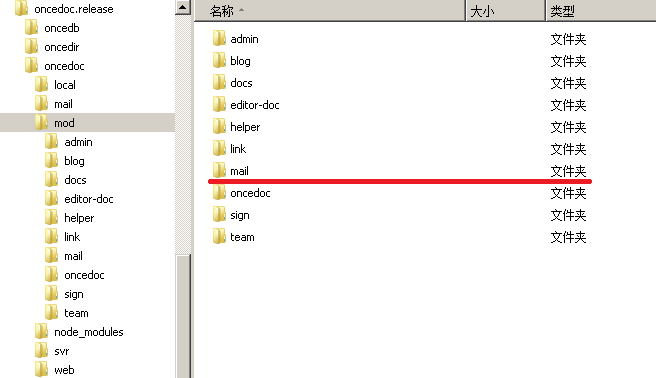 oncedoc.release
oncedb
oncedir
oncedoc
local
mail
mod
admin
blog
docs
editor-doc
helper
link
mail
oncedoc
sign
team
node_modules
svr
web
名称 大小 类型
admin 文件夹
blog 文件夹
docs 文件夹
editor-doc 文件夹
helper 文件夹
link 文件夹
mail 文件夹
oncedoc 文件夹
sign 文件夹
team 文件夹